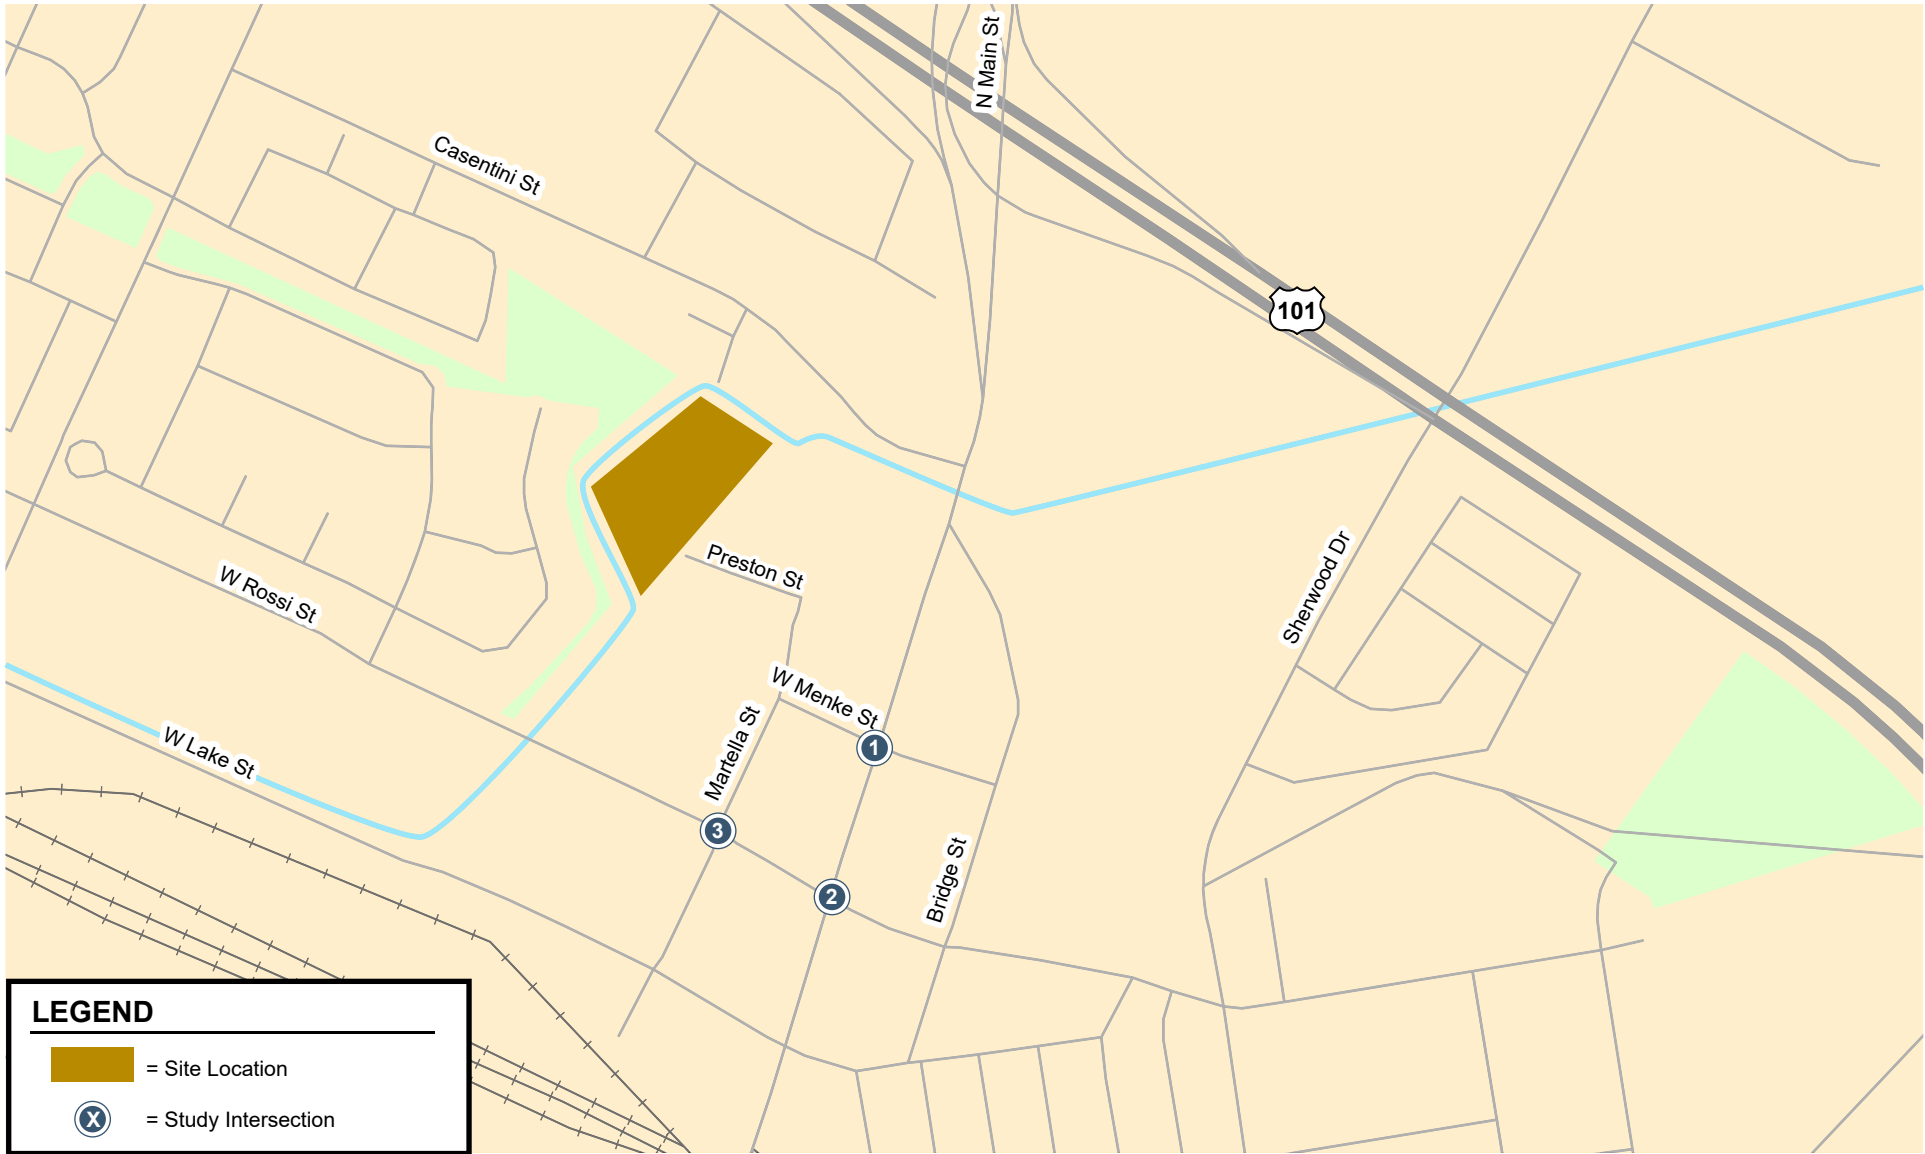 N Main St
Casentini St
101
Preston St
Sherwood Dr
W Rossi St
W Menke St
Martella St
W Lake St
1
3
2
Bridge St
LEGEND
= Site Location
X = Study Intersection